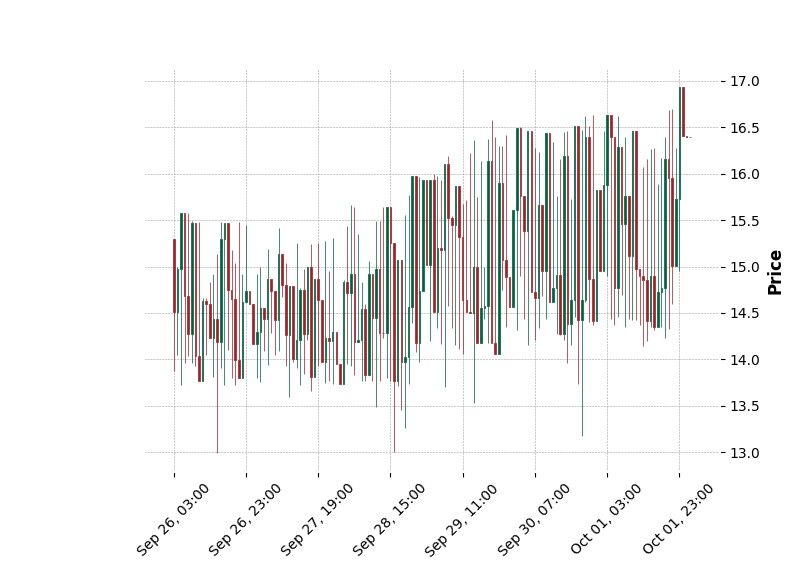 17.0
16.5
16.0
15.5
15.0
14.5
14.0
13.5
13.0
Price
Sep 26, 03:00
Sep 26, 23:00
Sep 27, 19:00
Sep 28, 15:00
Sep 29, 11:00
Sep 30, 07:00
Oct 01, 03:00
Oct 01, 23:00